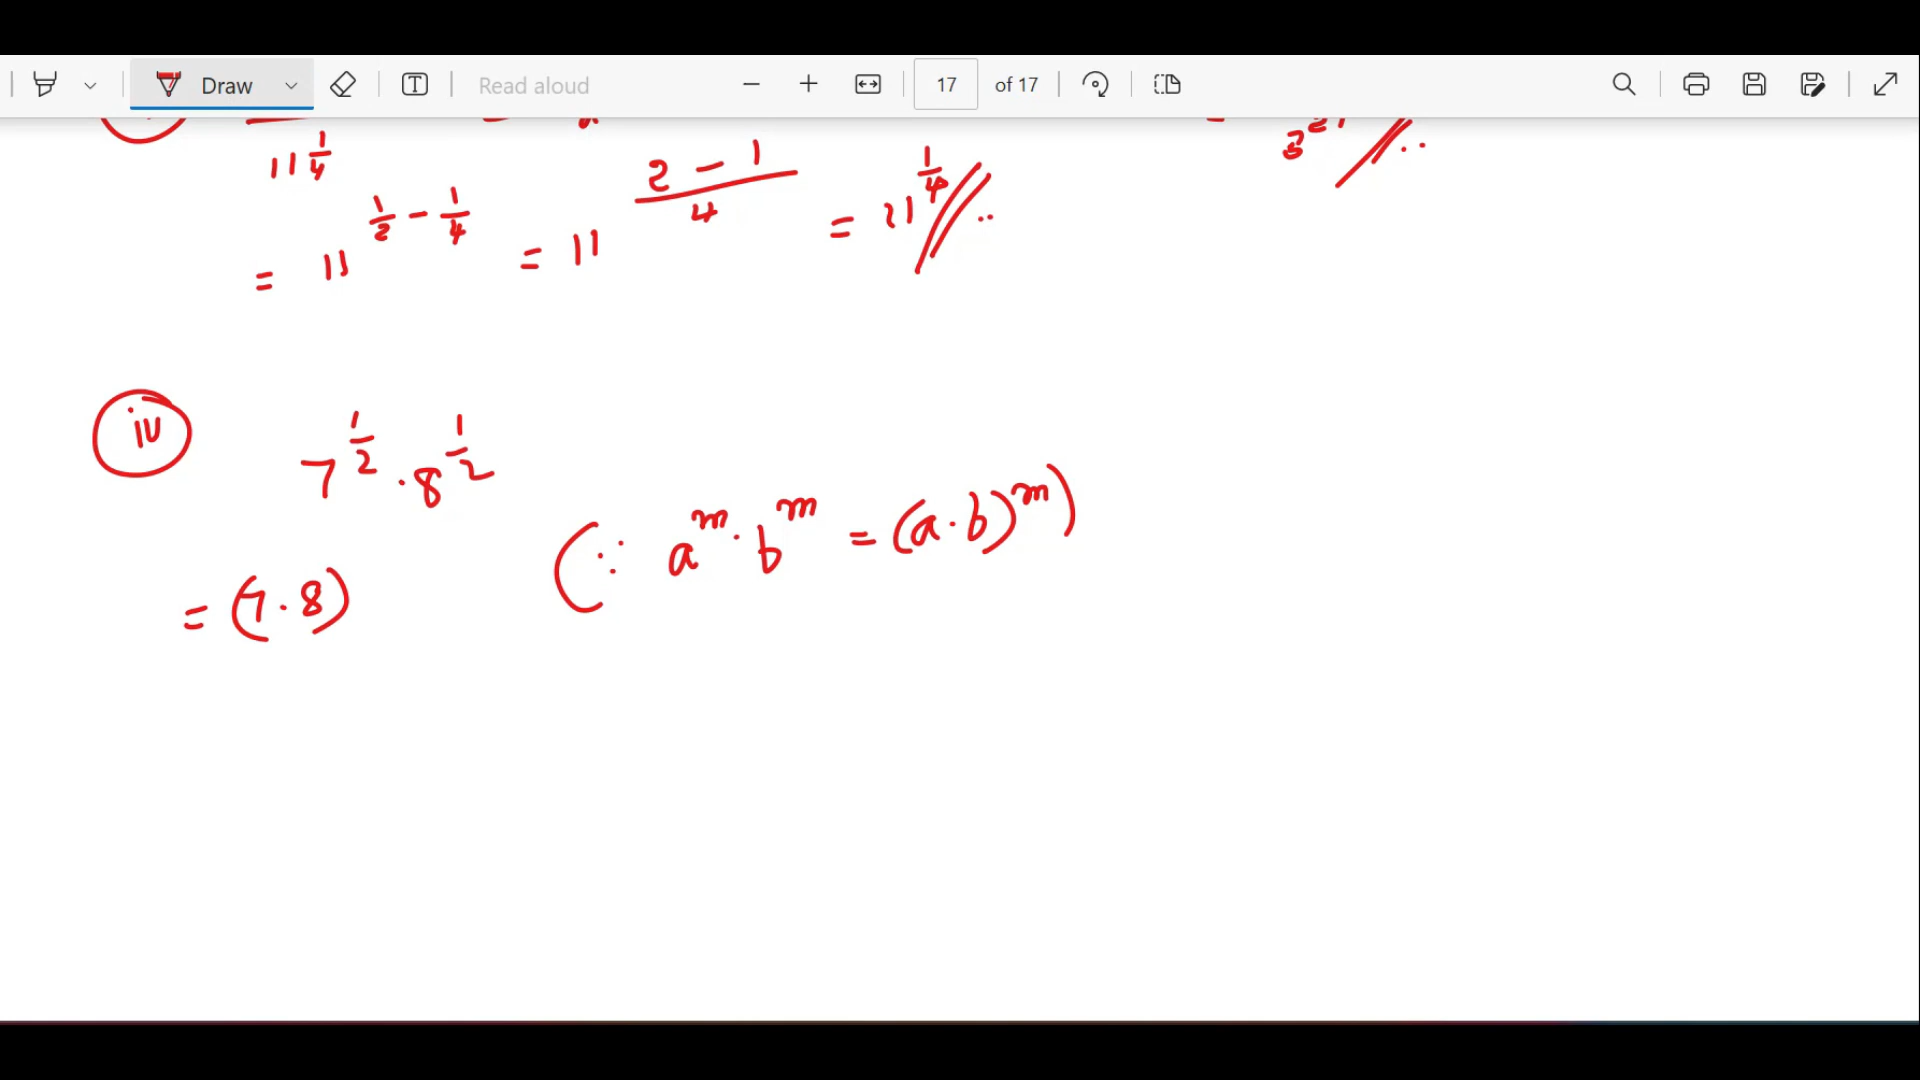 Draw Read aloud 17 of 17
11^(1/4)
= 11^(1/2 - 1/4) = 11^((2 - 1)/4) = 11^(1/4) //..
iv 7^(1/2) · 8^(1/2)
= (7 · 8) (∵ a^m · b^m = (a · b)^m)